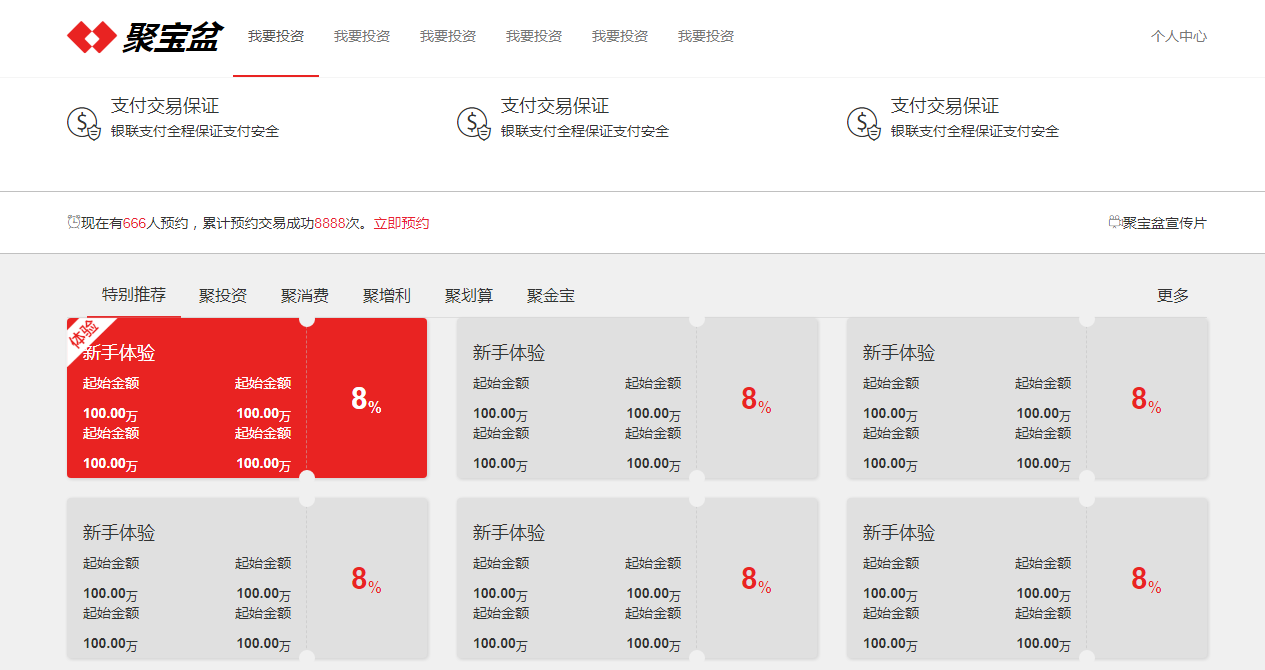 聚宝盆 我要投资 我要投资 我要投资 我要投资 我要投资 我要投资 个人中心
支付交易保证 支付交易保证 支付交易保证
银联支付全程保证支付安全 银联支付全程保证支付安全 银联支付全程保证支付安全
现在有666人预约，累计预约交易成功8888次。立即预约 聚宝盆宣传片
特别推荐 聚投资 聚消费 聚增利 聚划算 聚金宝 更多
体验
新手体验
起始金额 起始金额
100.00万 100.00万
起始金额 起始金额
100.00万 100.00万
8%
新手体验
起始金额 起始金额
100.00万 100.00万
起始金额 起始金额
100.00万 100.00万
8%
新手体验
起始金额 起始金额
100.00万 100.00万
起始金额 起始金额
100.00万 100.00万
8%
新手体验
起始金额 起始金额
100.00万 100.00万
起始金额 起始金额
100.00万 100.00万
8%
新手体验
起始金额 起始金额
100.00万 100.00万
起始金额 起始金额
100.00万 100.00万
8%
新手体验
起始金额 起始金额
100.00万 100.00万
起始金额 起始金额
100.00万 100.00万
8%